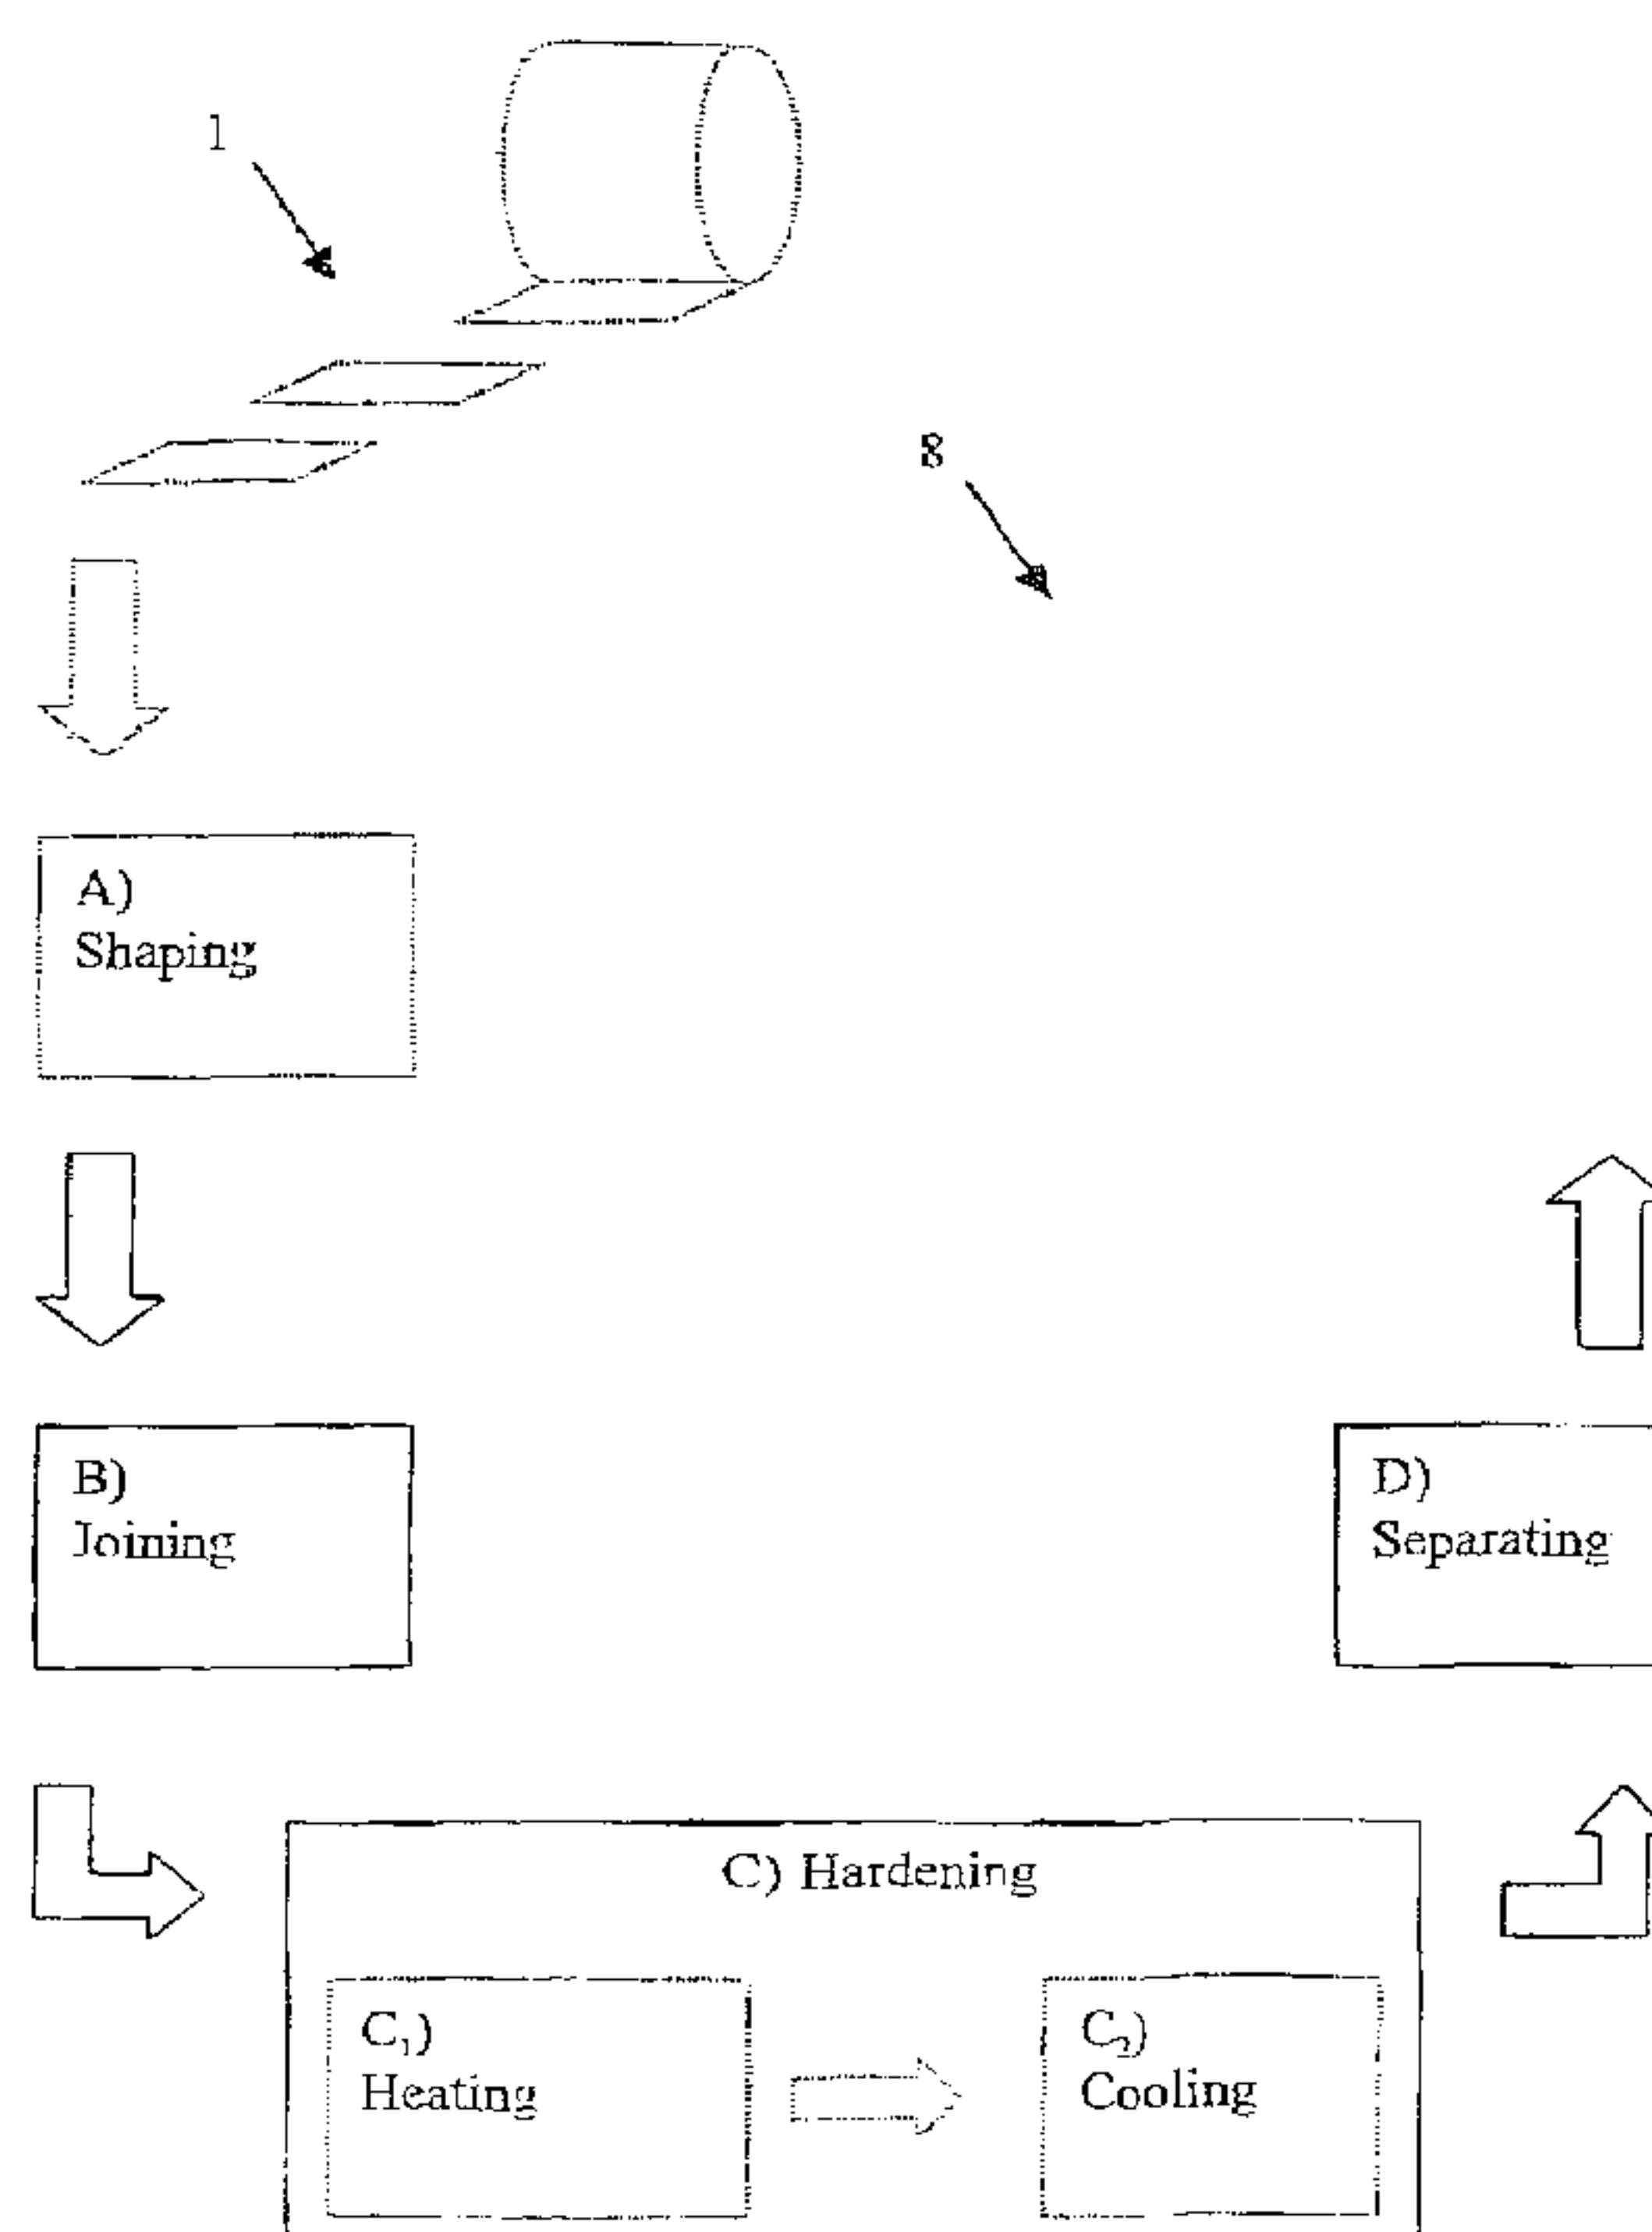 1
8
A)
Shaping
B)
Joining
D)
Separating
C) Hardening
C₁)
Heating
C₂)
Cooling